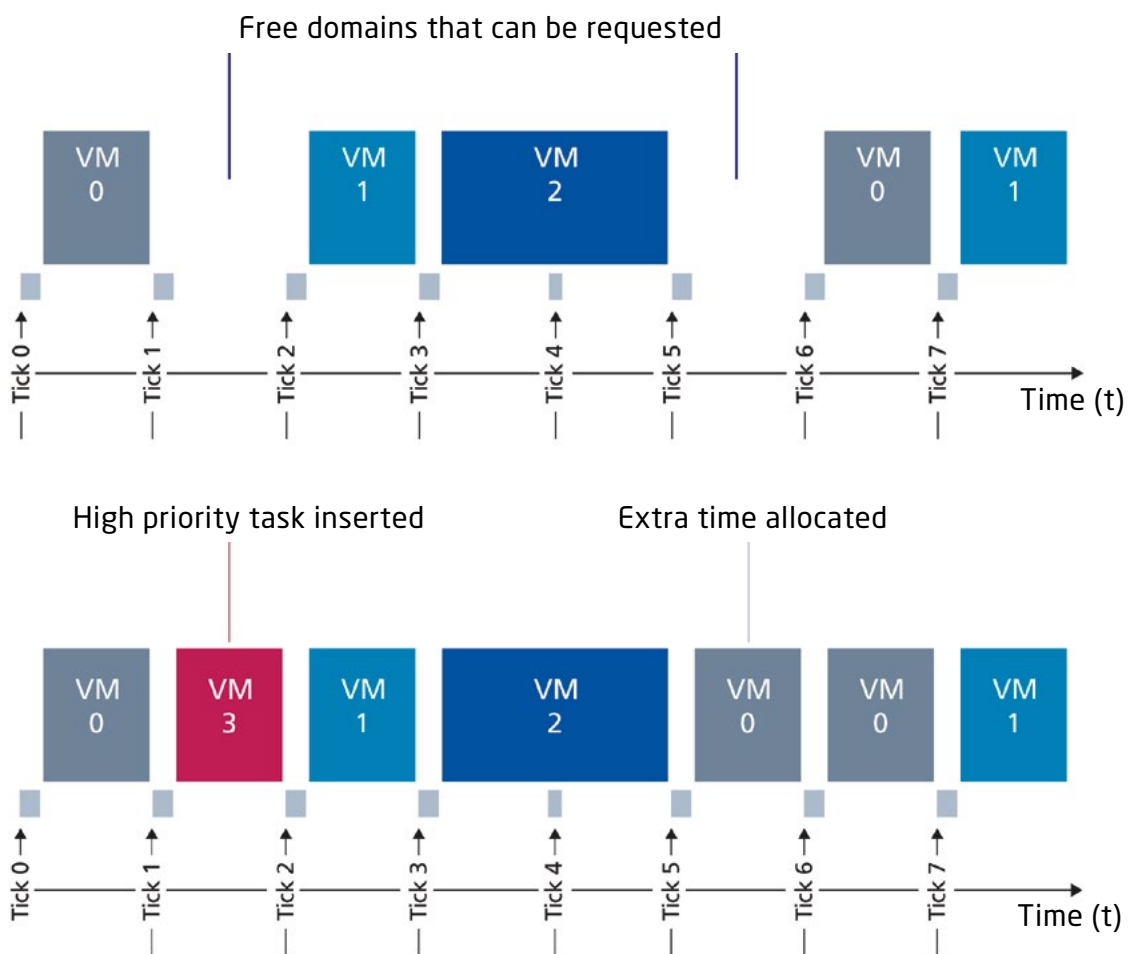 Free domains that can be requested
VM
0
VM
1
VM
2
VM
0
VM
1
Tick 0
Tick 1
Tick 2
Tick 3
Tick 4
Tick 5
Tick 6
Tick 7
Time (t)
High priority task inserted
Extra time allocated
VM
0
VM
3
VM
1
VM
2
VM
0
VM
0
VM
1
Tick 0
Tick 1
Tick 2
Tick 3
Tick 4
Tick 5
Tick 6
Tick 7
Time (t)